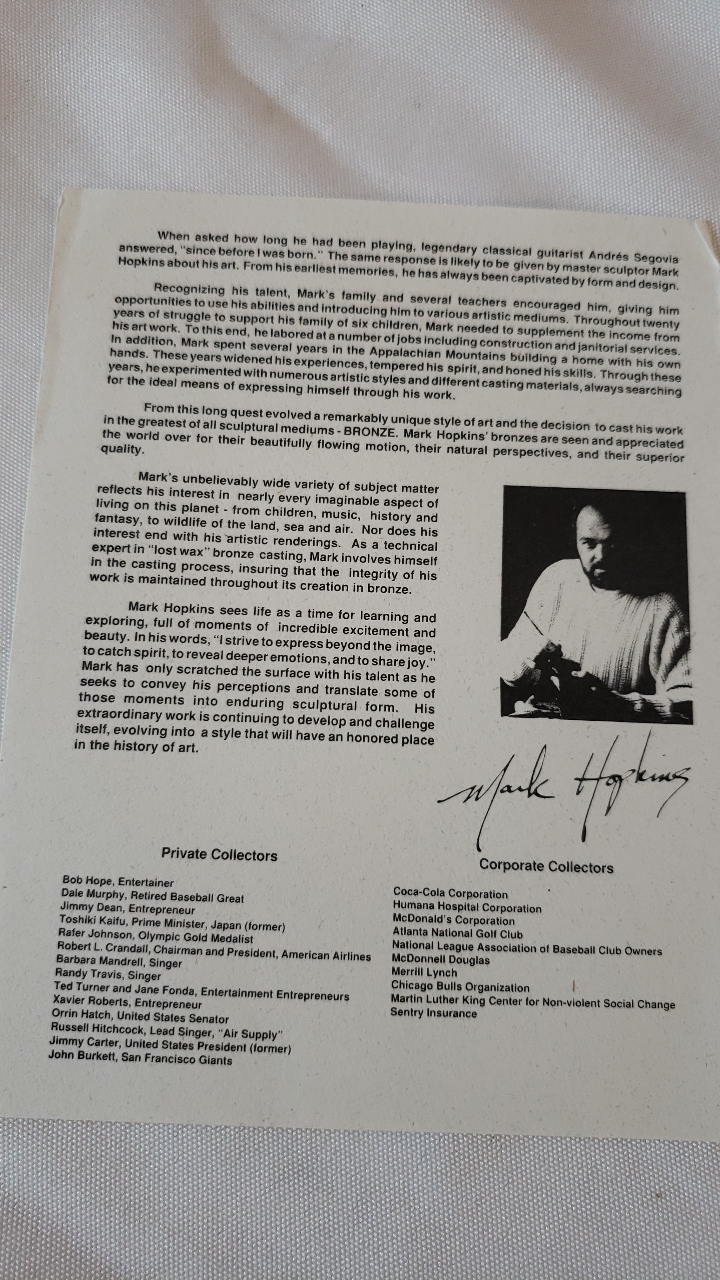 When asked how long he had been playing, legendary classical guitarist Andrés Segovia
answered, "since before I was born." The same response is likely to be given by master sculptor Mark
Hopkins about his art. From his earliest memories, he has always been captivated by form and design.
Recognizing his talent, Mark's family and several teachers encouraged him, giving him
opportunities to use his abilities and introducing him to various artistic mediums. Throughout twenty
years of struggle to support his family of six children, Mark needed to supplement the income from
his art work. To this end, he labored at a number of jobs including construction and janitorial services.
In addition, Mark spent several years in the Appalachian Mountains building a home with his own
hands. These years widened his experiences, tempered his spirit, and honed his skills. Through these
years, he experimented with numerous artistic styles and different casting materials, always searching
for the ideal means of expressing himself through his work.
From this long quest evolved a remarkably unique style of art and the decision to cast his work
in the greatest of all sculptural mediums - BRONZE. Mark Hopkins' bronzes are seen and appreciated
the world over for their beautifully flowing motion, their natural perspectives, and their superior
quality.
Mark's unbelievably wide variety of subject matter
reflects his interest in nearly every imaginable aspect of
living on this planet - from children, music, history and
fantasy, to wildlife of the land, sea and air. Nor does his
interest end with his artistic renderings. As a technical
expert in "lost wax" bronze casting, Mark involves himself
in the casting process, insuring that the integrity of his
work is maintained throughout its creation in bronze.
Mark Hopkins sees life as a time for learning and
exploring, full of moments of incredible excitement and
beauty. In his words, "I strive to express beyond the image,
to catch spirit, to reveal deeper emotions, and to share joy."
Mark has only scratched the surface with his talent as he
seeks to convey his perceptions and translate some of
those moments into enduring sculptural form. His
extraordinary work is continuing to develop and challenge
itself, evolving into a style that will have an honored place
in the history of art.
Mark Hopkins
Private Collectors
Bob Hope, Entertainer
Dale Murphy, Retired Baseball Great
Jimmy Dean, Entrepreneur
Toshiki Kaifu, Prime Minister, Japan (former)
Rafer Johnson, Olympic Gold Medalist
Robert L. Crandall, Chairman and President, American Airlines
Barbara Mandrell, Singer
Randy Travis, Singer
Ted Turner and Jane Fonda, Entertainment Entrepreneurs
Xavier Roberts, Entrepreneur
Orrin Hatch, United States Senator
Russell Hitchcock, Lead Singer, "Air Supply"
Jimmy Carter, United States President (former)
John Burkett, San Francisco Giants
Corporate Collectors
Coca-Cola Corporation
Humana Hospital Corporation
McDonald's Corporation
Atlanta National Golf Club
National League Association of Baseball Club Owners
McDonnell Douglas
Merrill Lynch
Chicago Bulls Organization
Martin Luther King Center for Non-violent Social Change
Sentry Insurance